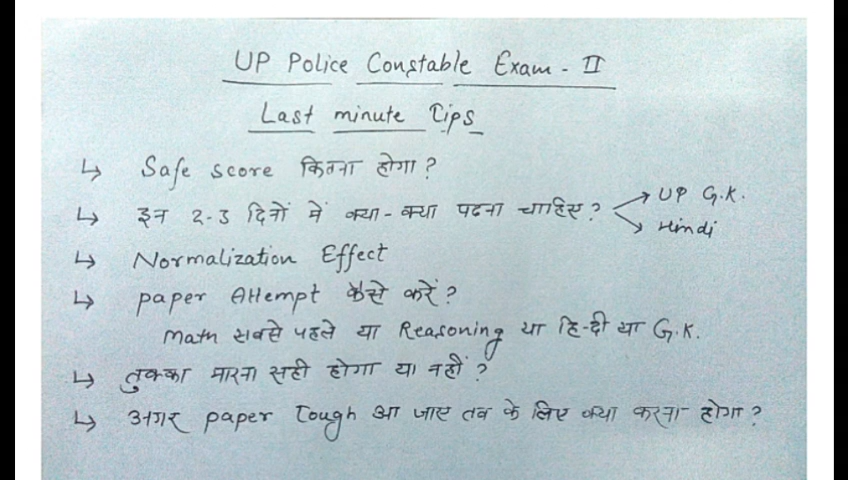 UP Police Constable Exam - II
Last minute Tips
↳ Safe score कितना होगा?
↳ इन 2-3 दिनों में क्या-क्या पढना चाहिए? → UP G.K.
→ Hindi
↳ Normalization Effect
↳ paper Attempt कैसे करें?
Math सबसे पहले या Reasoning या हिन्दी या G.K.
↳ तुक्का मारना सही होगा या नहीं?
↳ अगर paper Tough आ जाए तब के लिए क्या करना होगा?